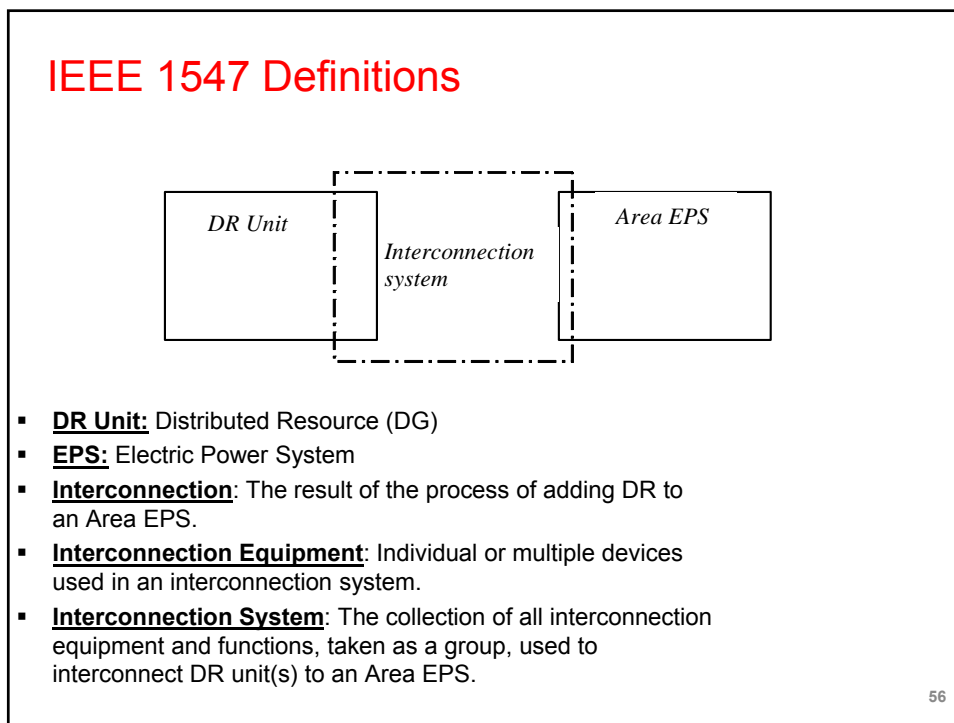 IEEE 1547 Definitions
DR Unit
Interconnection
system
Area EPS
▪ DR Unit: Distributed Resource (DG)
▪ EPS: Electric Power System
▪ Interconnection: The result of the process of adding DR to
an Area EPS.
▪ Interconnection Equipment: Individual or multiple devices
used in an interconnection system.
▪ Interconnection System: The collection of all interconnection
equipment and functions, taken as a group, used to
interconnect DR unit(s) to an Area EPS.
56